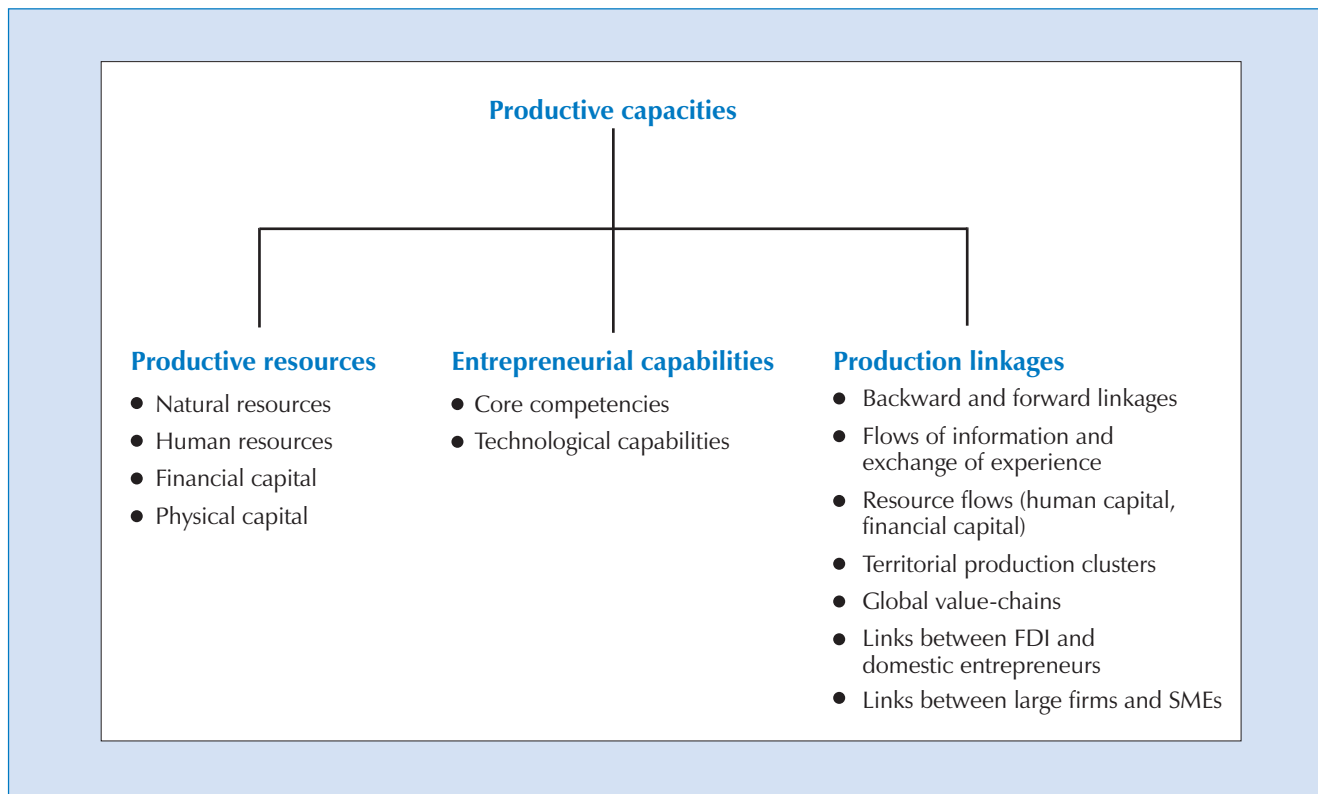 Productive capacities
Productive resources
● Natural resources
● Human resources
● Financial capital
● Physical capital
Entrepreneurial capabilities
● Core competencies
● Technological capabilities
Production linkages
● Backward and forward linkages
● Flows of information and
exchange of experience
● Resource flows (human capital,
financial capital)
● Territorial production clusters
● Global value-chains
● Links between FDI and
domestic entrepreneurs
● Links between large firms and SMEs